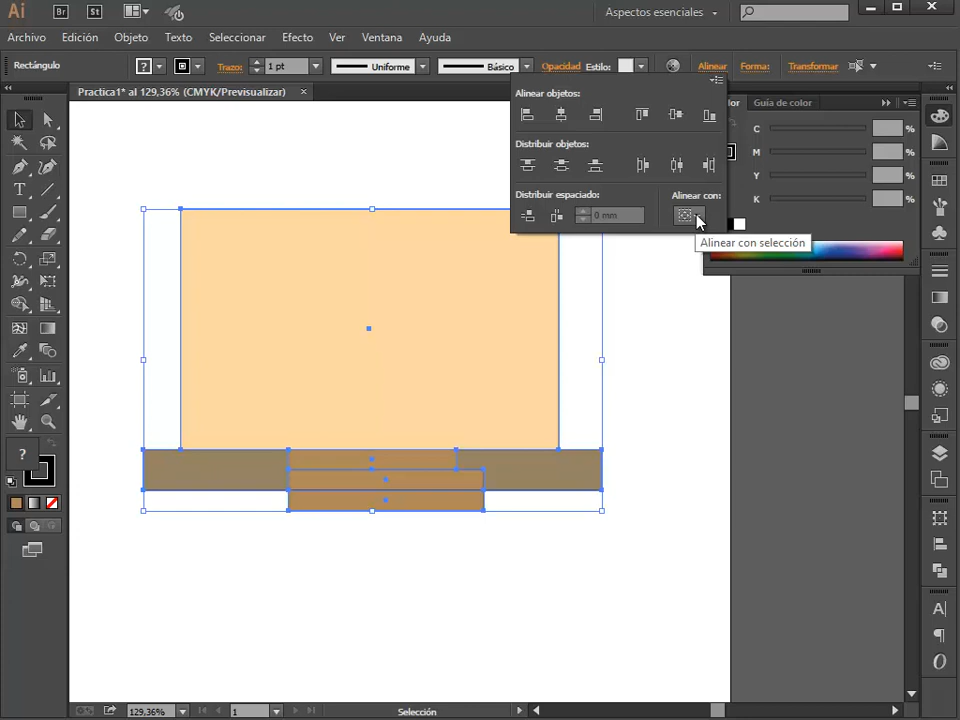 Ai Br St Aspectos esenciales
Archivo Edición Objeto Texto Seleccionar Efecto Ver Ventana Ayuda
Rectángulo ? Trazo: 1 pt Uniforme Básico Opacidad Estilo: Alinear Forma: Transformar
Practica1* al 129,36% (CMYK/Previsualizar) ×
Alinear objetos:
lor Guía de color
C %
Distribuir objetos:
M %
Y %
Distribuir espaciado: Alinear con:
K %
0 mm
Alinear con selección
?
129,36% 1 Selección